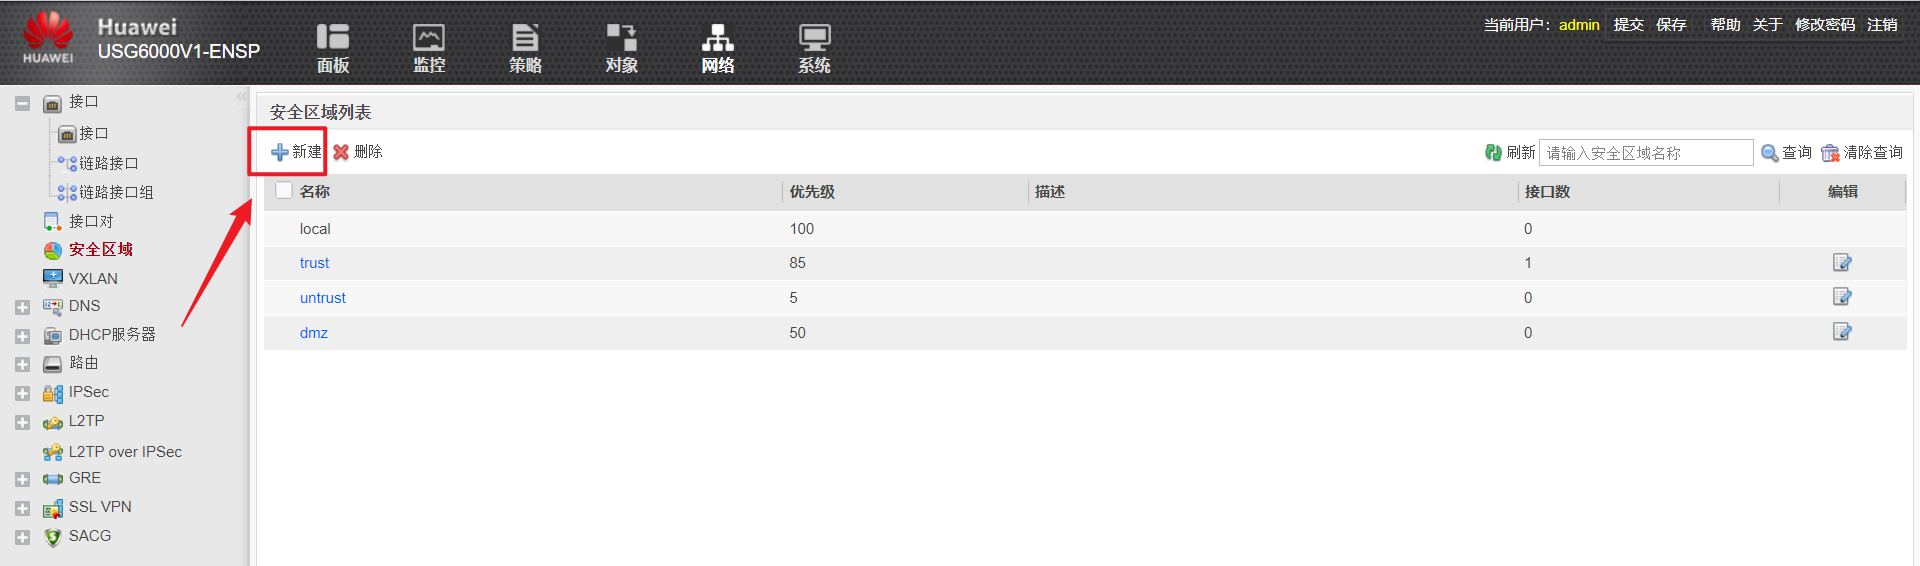 HUAWEI
Huawei
USG6000V1-ENSP
面板
监控
策略
对象
网络
系统
当前用户: admin 提交 保存 帮助 关于 修改密码 注销
接口
接口
链路接口
链路接口组
接口对
安全区域
VXLAN
DNS
DHCP服务器
路由
IPSec
L2TP
L2TP over IPSec
GRE
SSL VPN
SACG
安全区域列表
新建 删除 刷新 请输入安全区域名称 查询 清除查询
名称 优先级 描述 接口数 编辑
local 100 0
trust 85 1
untrust 5 0
dmz 50 0